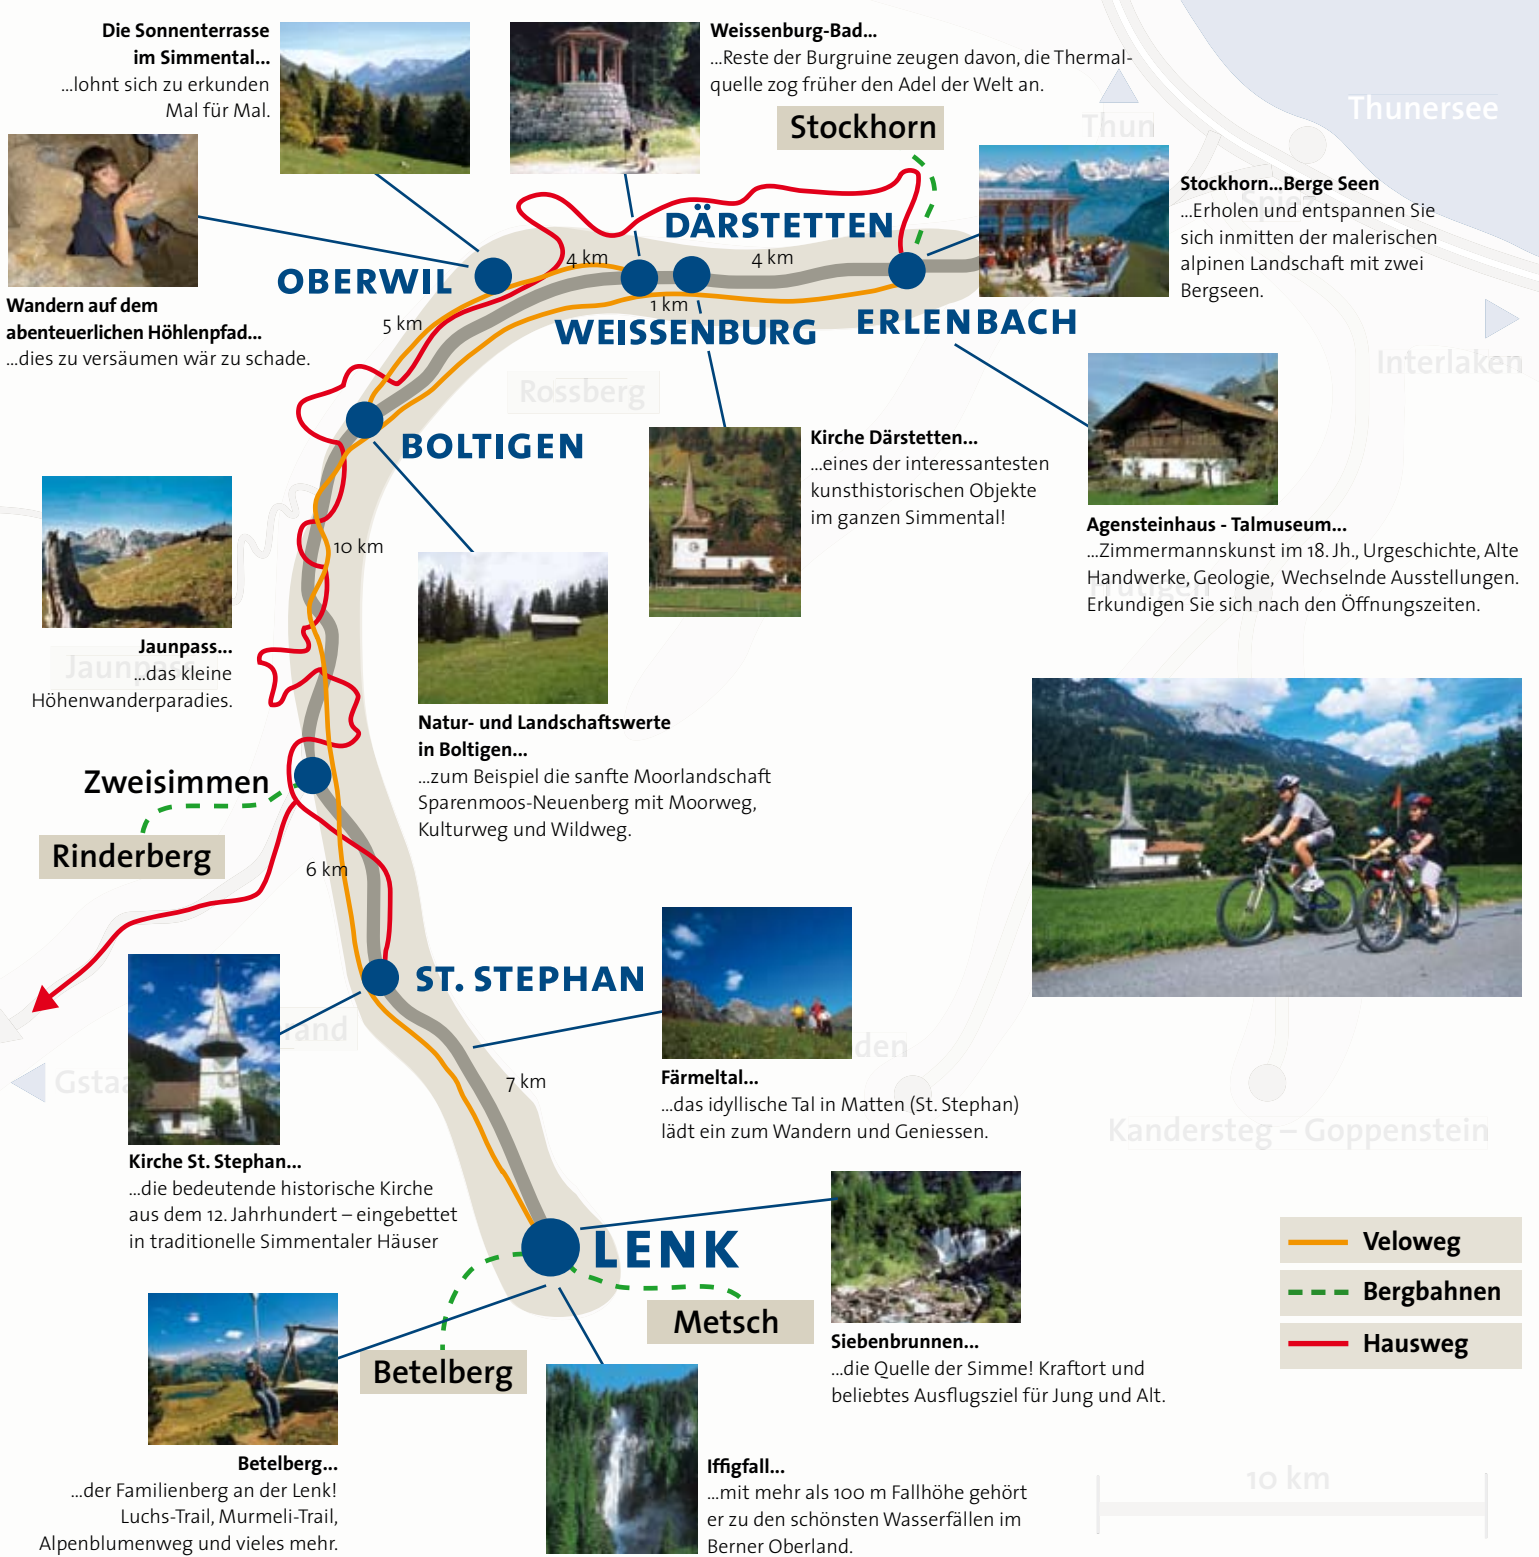 Die Sonnenterrasse
im Simmental...
...lohnt sich zu erkunden
Mal für Mal.
Weissenburg-Bad...
...Reste der Burgruine zeugen davon, die Thermal-
quelle zog früher den Adel der Welt an.
Stockhorn
Thun
Thunersee
Spiez
Stockhorn...Berge Seen
...Erholen und entspannen Sie
sich inmitten der malerischen
alpinen Landschaft mit zwei
Bergseen.
Wandern auf dem
abenteuerlichen Höhlenpfad...
...dies zu versäumen wär zu schade.
OBERWIL
4 km
DÄRSTETTEN
4 km
1 km
5 km
WEISSENBURG
ERLENBACH
Interlaken
Rossberg
BOLTIGEN
Kirche Därstetten...
...eines der interessantesten
kunsthistorischen Objekte
im ganzen Simmental!
Agensteinhaus - Talmuseum...
...Zimmermannskunst im 18. Jh., Urgeschichte, Alte
Handwerke, Geologie, Wechselnde Ausstellungen.
Erkundigen Sie sich nach den Öffnungszeiten.
Frutigen
10 km
Jaunpass...
...das kleine
Höhenwanderparadies.
Jaunpass
Natur- und Landschaftswerte
in Boltigen...
...zum Beispiel die sanfte Moorlandschaft
Sparenmoos-Neuenberg mit Moorweg,
Kulturweg und Wildweg.
Zweisimmen
Rinderberg
6 km
ST. STEPHAN
and
den
Gstaa
7 km
Färmeltal...
...das idyllische Tal in Matten (St. Stephan)
lädt ein zum Wandern und Geniessen.
Kandersteg – Goppenstein
Kirche St. Stephan...
...die bedeutende historische Kirche
aus dem 12. Jahrhundert – eingebettet
in traditionelle Simmentaler Häuser
LENK
Metsch
Betelberg
Siebenbrunnen...
...die Quelle der Simme! Kraftort und
beliebtes Ausflugsziel für Jung und Alt.
Veloweg
Bergbahnen
Hausweg
Betelberg...
...der Familienberg an der Lenk!
Luchs-Trail, Murmeli-Trail,
Alpenblumenweg und vieles mehr.
Iffigfall...
...mit mehr als 100 m Fallhöhe gehört
er zu den schönsten Wasserfällen im
Berner Oberland.
10 km